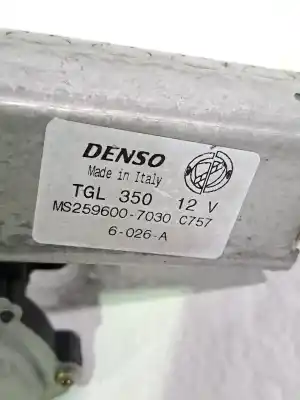 DENSO
Made in Italy
TGL 350 12 V
MS259600-7030 C757
6-026-A